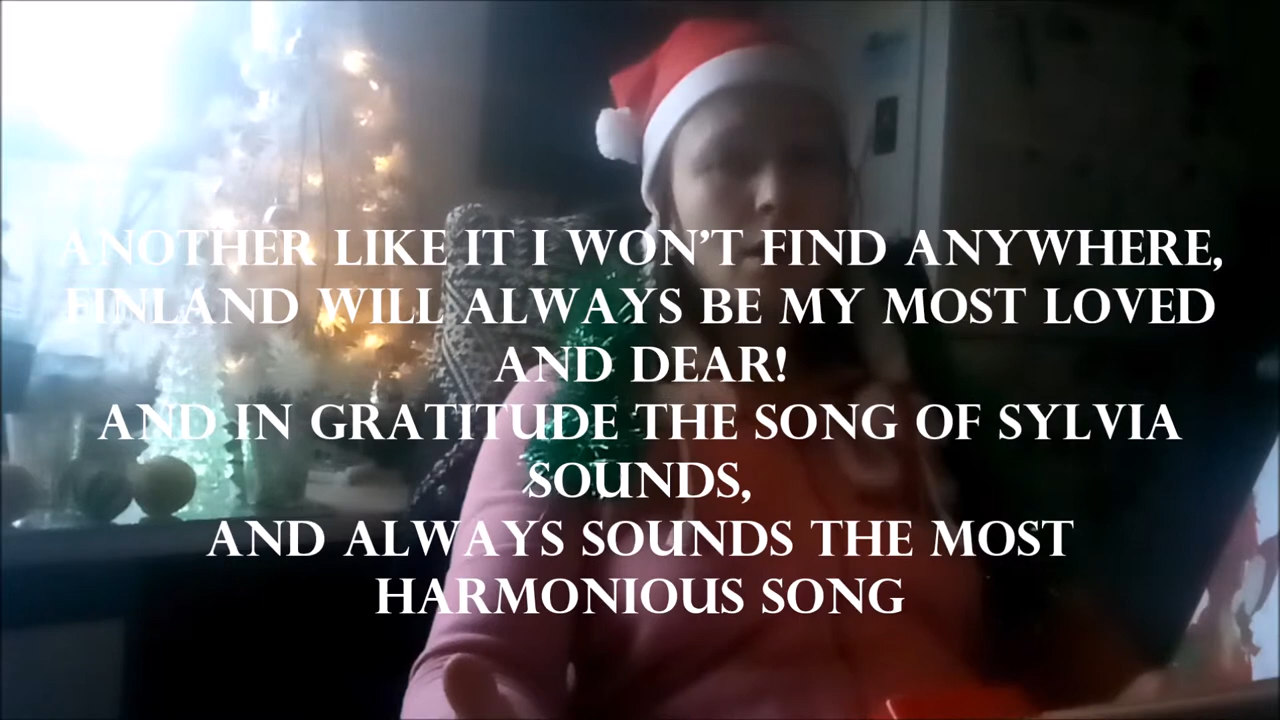 ANOTHER LIKE IT I WON'T FIND ANYWHERE,
FINLAND WILL ALWAYS BE MY MOST LOVED
AND DEAR!
AND IN GRATITUDE THE SONG OF SYLVIA
SOUNDS,
AND ALWAYS SOUNDS THE MOST
HARMONIOUS SONG